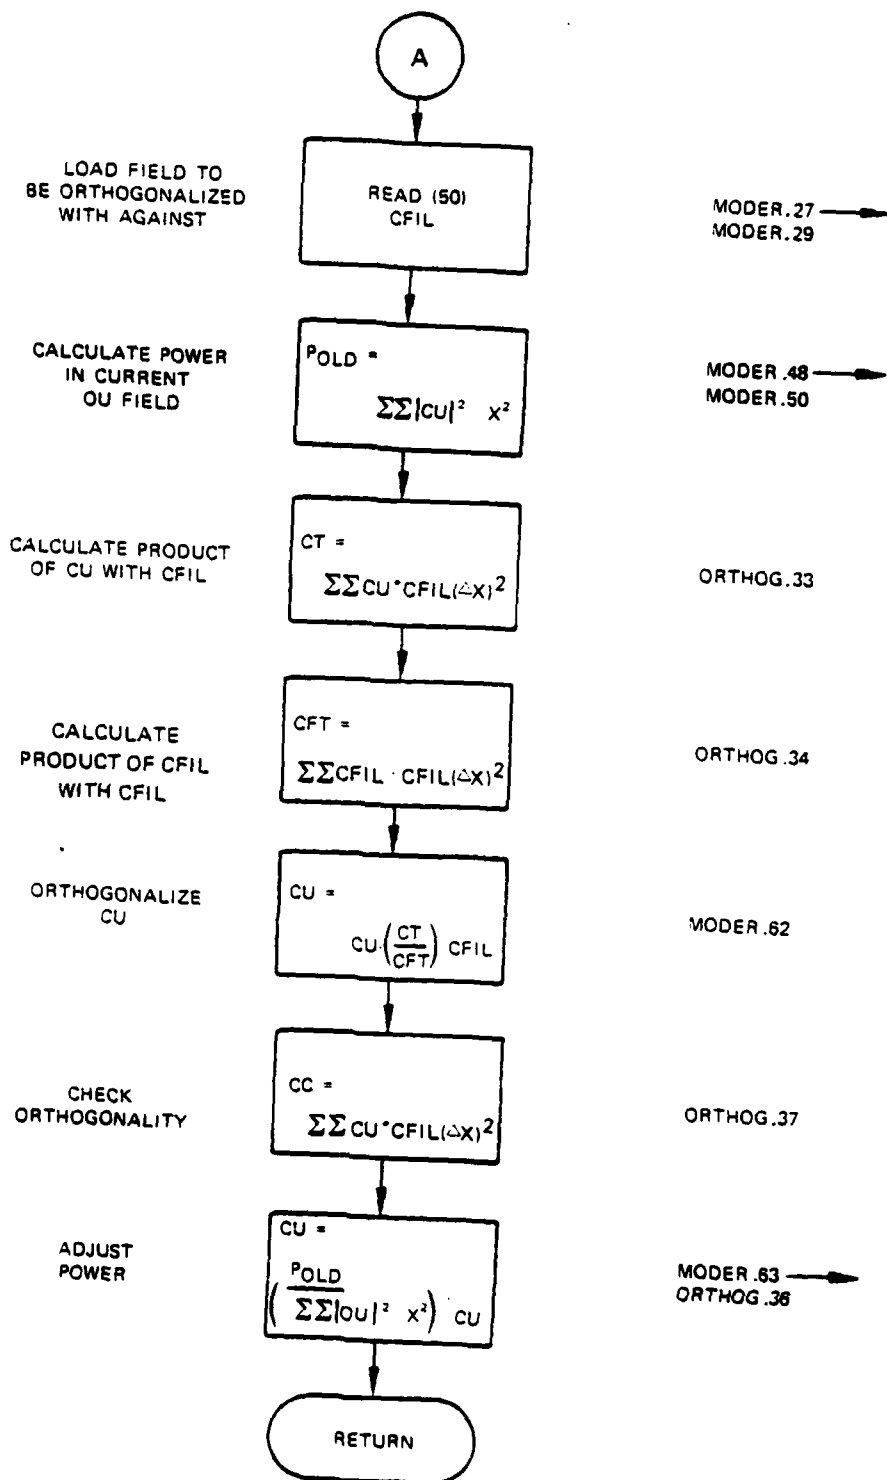 A
LOAD FIELD TO
BE ORTHOGONALIZED
WITH AGAINST
READ (50)
CFIL
MODER.27
MODER.29
CALCULATE POWER
IN CURRENT
OU FIELD
POLD =
ΣΣ|CU|² X²
MODER.48
MODER.50
CALCULATE PRODUCT
OF CU WITH CFIL
CT =
ΣΣCU*CFIL(△X)²
ORTHOG.33
CALCULATE
PRODUCT OF CFIL
WITH CFIL
CFT =
ΣΣCFIL · CFIL(△X)²
ORTHOG.34
ORTHOGONALIZE
CU
CU =
CU·(CT/CFT) CFIL
MODER.62
CHECK
ORTHOGONALITY
CC =
ΣΣCU*CFIL(△X)²
ORTHOG.37
ADJUST
POWER
CU =
(POLD/ΣΣ|OU|² X²) CU
MODER.63
ORTHOG.36
RETURN